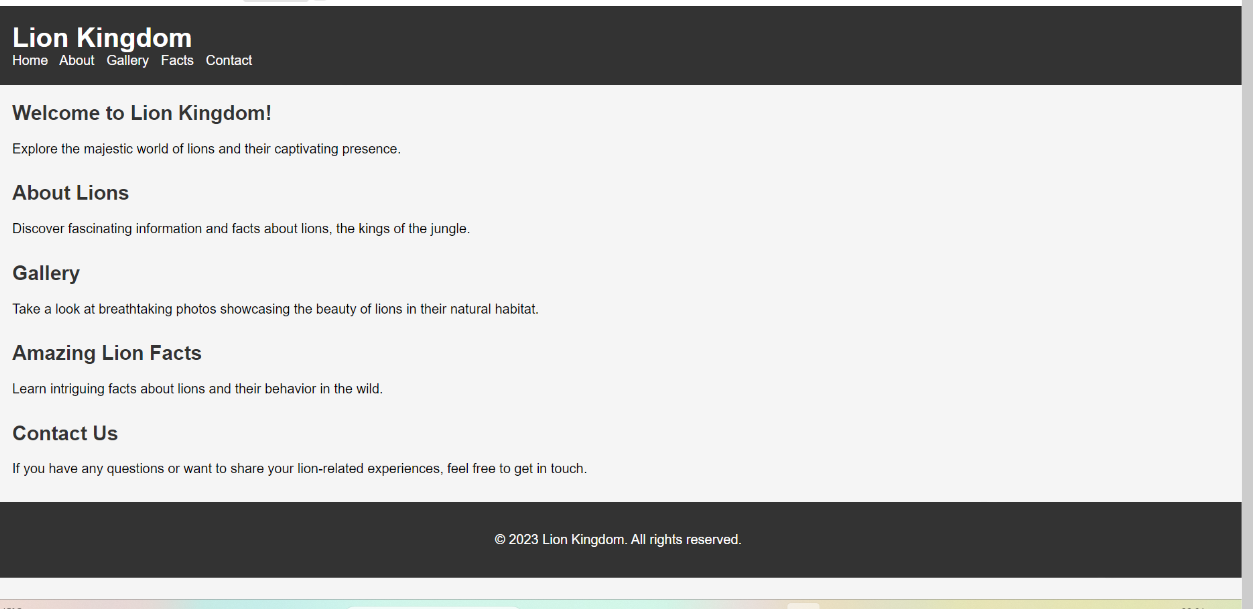 Lion Kingdom
Home About Gallery Facts Contact
Welcome to Lion Kingdom!
Explore the majestic world of lions and their captivating presence.
About Lions
Discover fascinating information and facts about lions, the kings of the jungle.
Gallery
Take a look at breathtaking photos showcasing the beauty of lions in their natural habitat.
Amazing Lion Facts
Learn intriguing facts about lions and their behavior in the wild.
Contact Us
If you have any questions or want to share your lion-related experiences, feel free to get in touch.
© 2023 Lion Kingdom. All rights reserved.